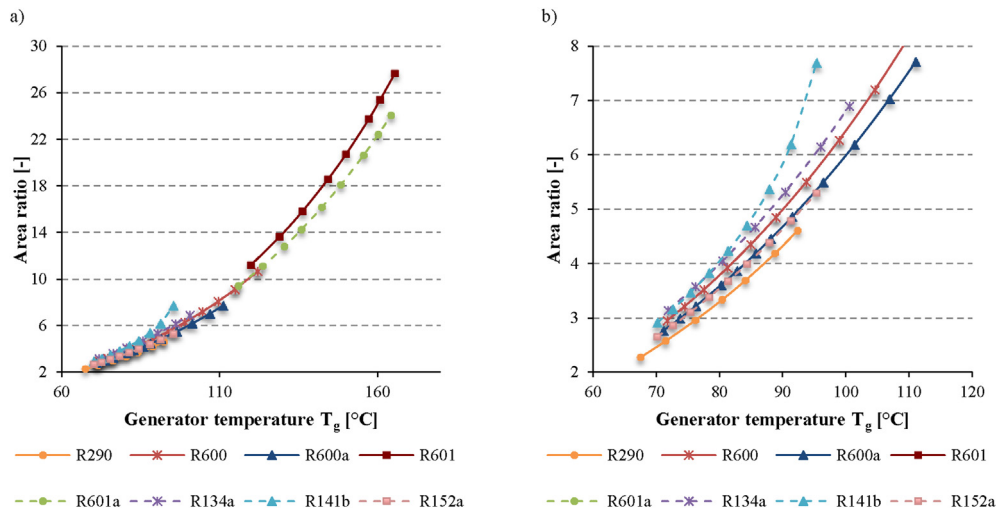 a)
30
26
22
18
14
10
6
2
Area ratio [-]
60
110
160
Generator temperature Tg [°C]
R290
R600
R600a
R601
R601a
R134a
R141b
R152a
b)
8
7
6
5
4
3
2
Area ratio [-]
60
70
80
90
100
110
120
Generator temperature Tg [°C]
R290
R600
R600a
R601
R601a
R134a
R141b
R152a